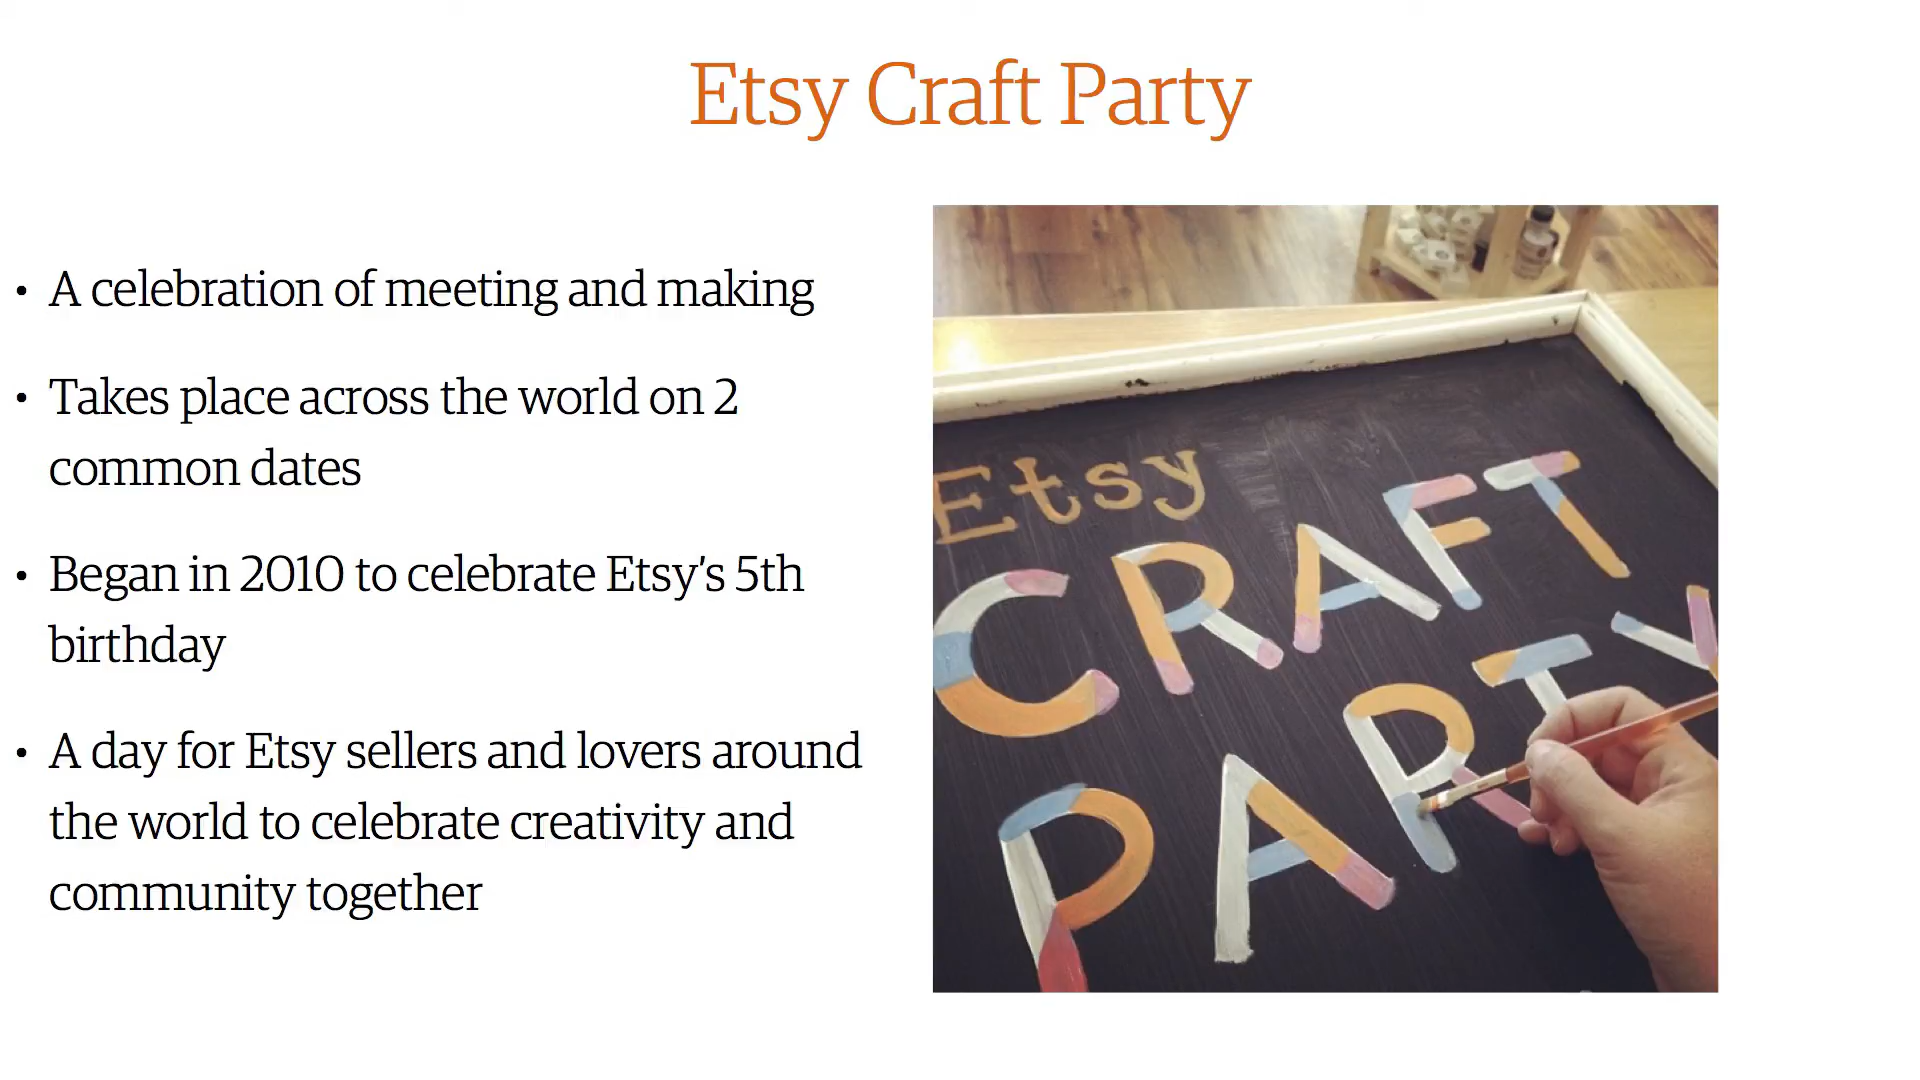 Etsy Craft Party
• A celebration of meeting and making
• Takes place across the world on 2
common dates
• Began in 2010 to celebrate Etsy's 5th
birthday
• A day for Etsy sellers and lovers around
the world to celebrate creativity and
community together
Etsy
CRAFT
PARTY